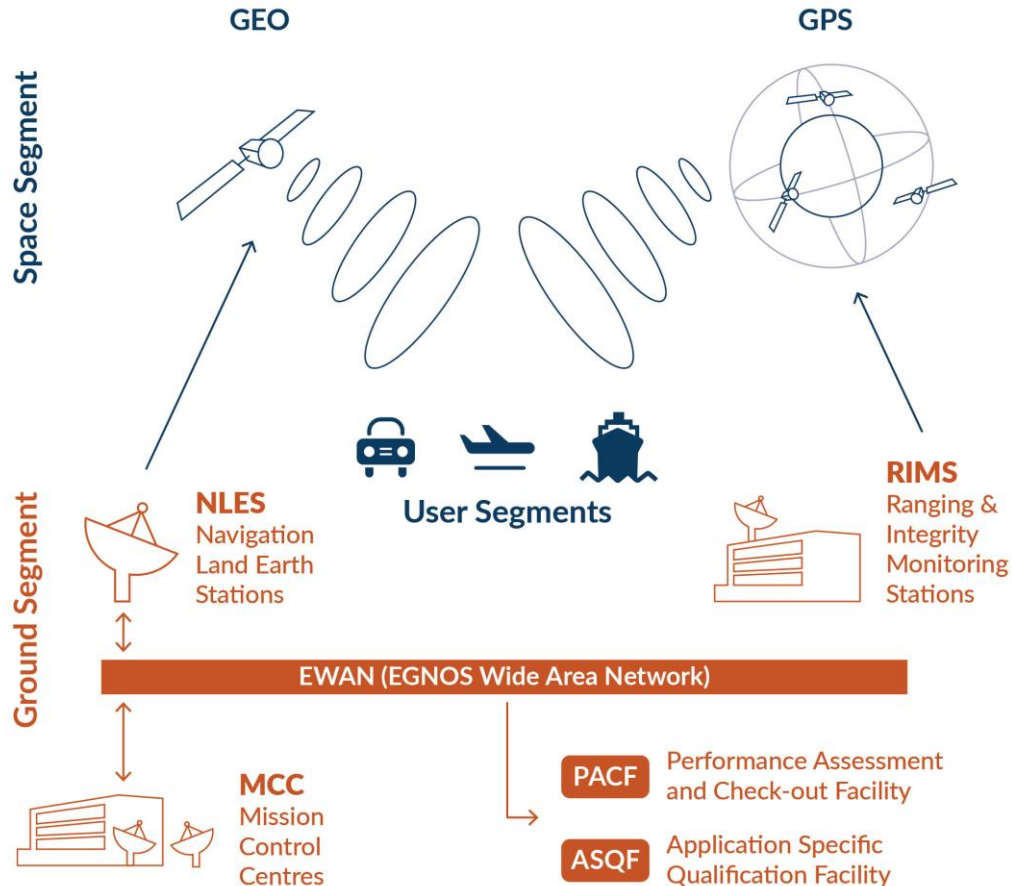 GEO
GPS
Space Segment
User Segments
Ground Segment
NLES
Navigation
Land Earth
Stations
RIMS
Ranging &
Integrity
Monitoring
Stations
EWAN (EGNOS Wide Area Network)
MCC
Mission
Control
Centres
PACF
Performance Assessment
and Check-out Facility
ASQF
Application Specific
Qualification Facility